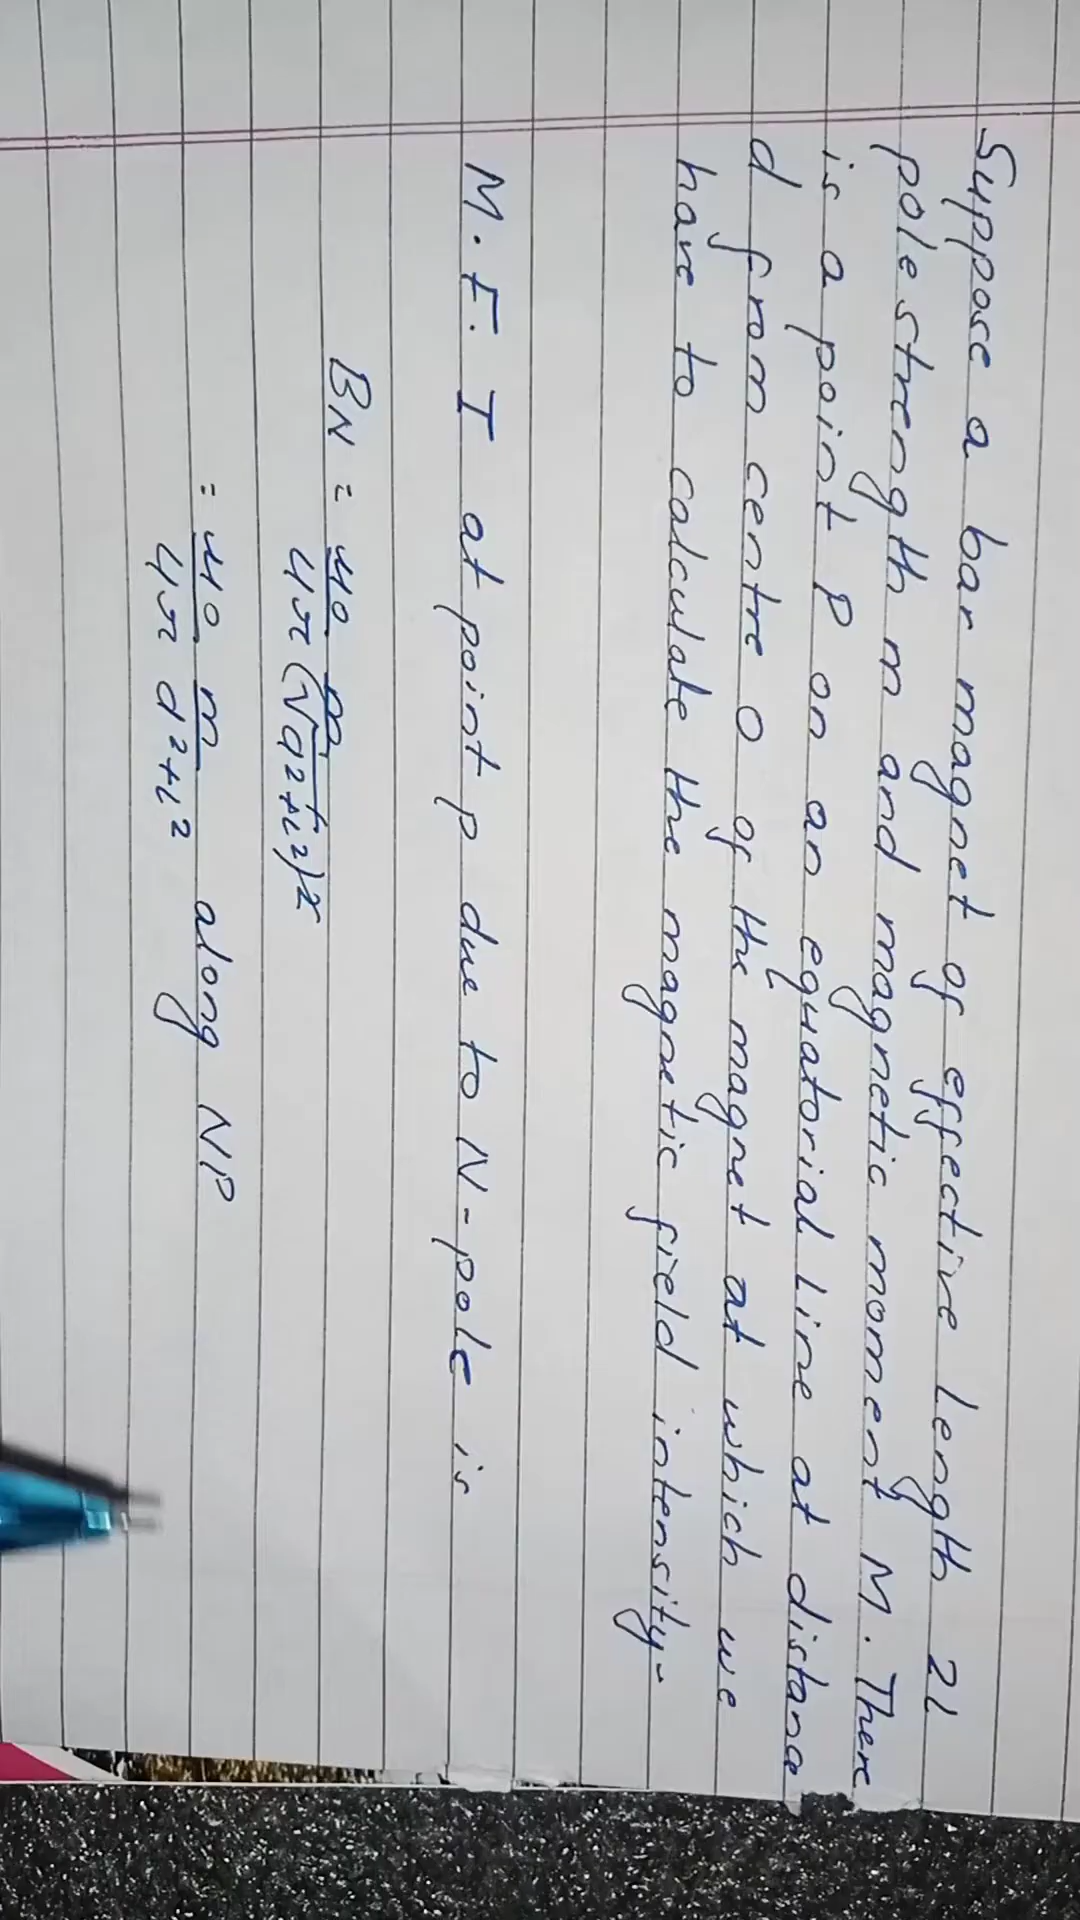 Suppose a bar magnet of effective length 2l
pole strength m and magnetic moment M. There
is a point P on an equatorial Line at distance
d from centre O of the magnet at which we
have to calculate the magnetic field intensity-
M.F. I at point p due to N-pole is
BN = μ0/4π m/(√d²+l²)²
= μ0/4π m/d²+l² along NP